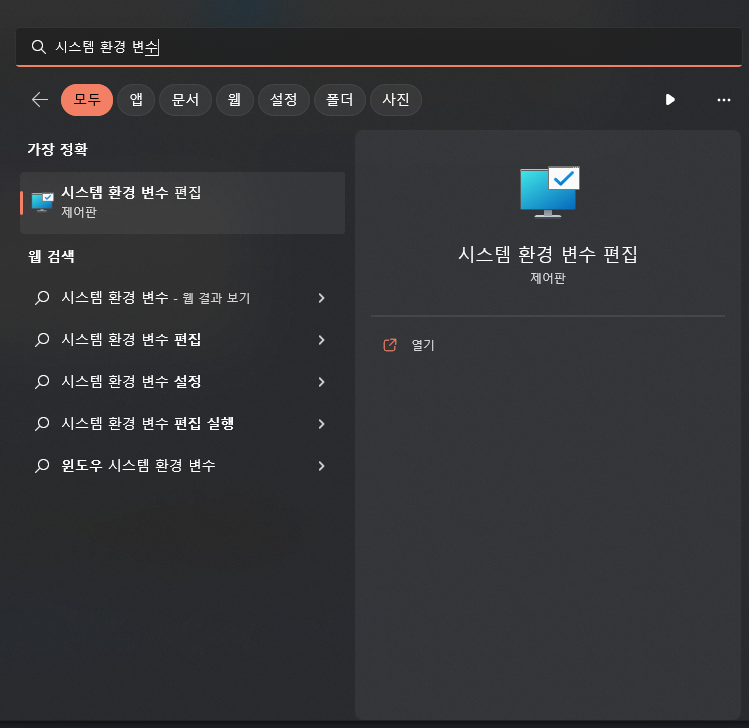 시스템 환경 변수
모두 앱 문서 웹 설정 폴더 사진
가장 정확
시스템 환경 변수 편집
제어판
웹 검색
시스템 환경 변수 - 웹 결과 보기
시스템 환경 변수 편집
시스템 환경 변수 설정
시스템 환경 변수 편집 실행
윈도우 시스템 환경 변수
시스템 환경 변수 편집
제어판
열기